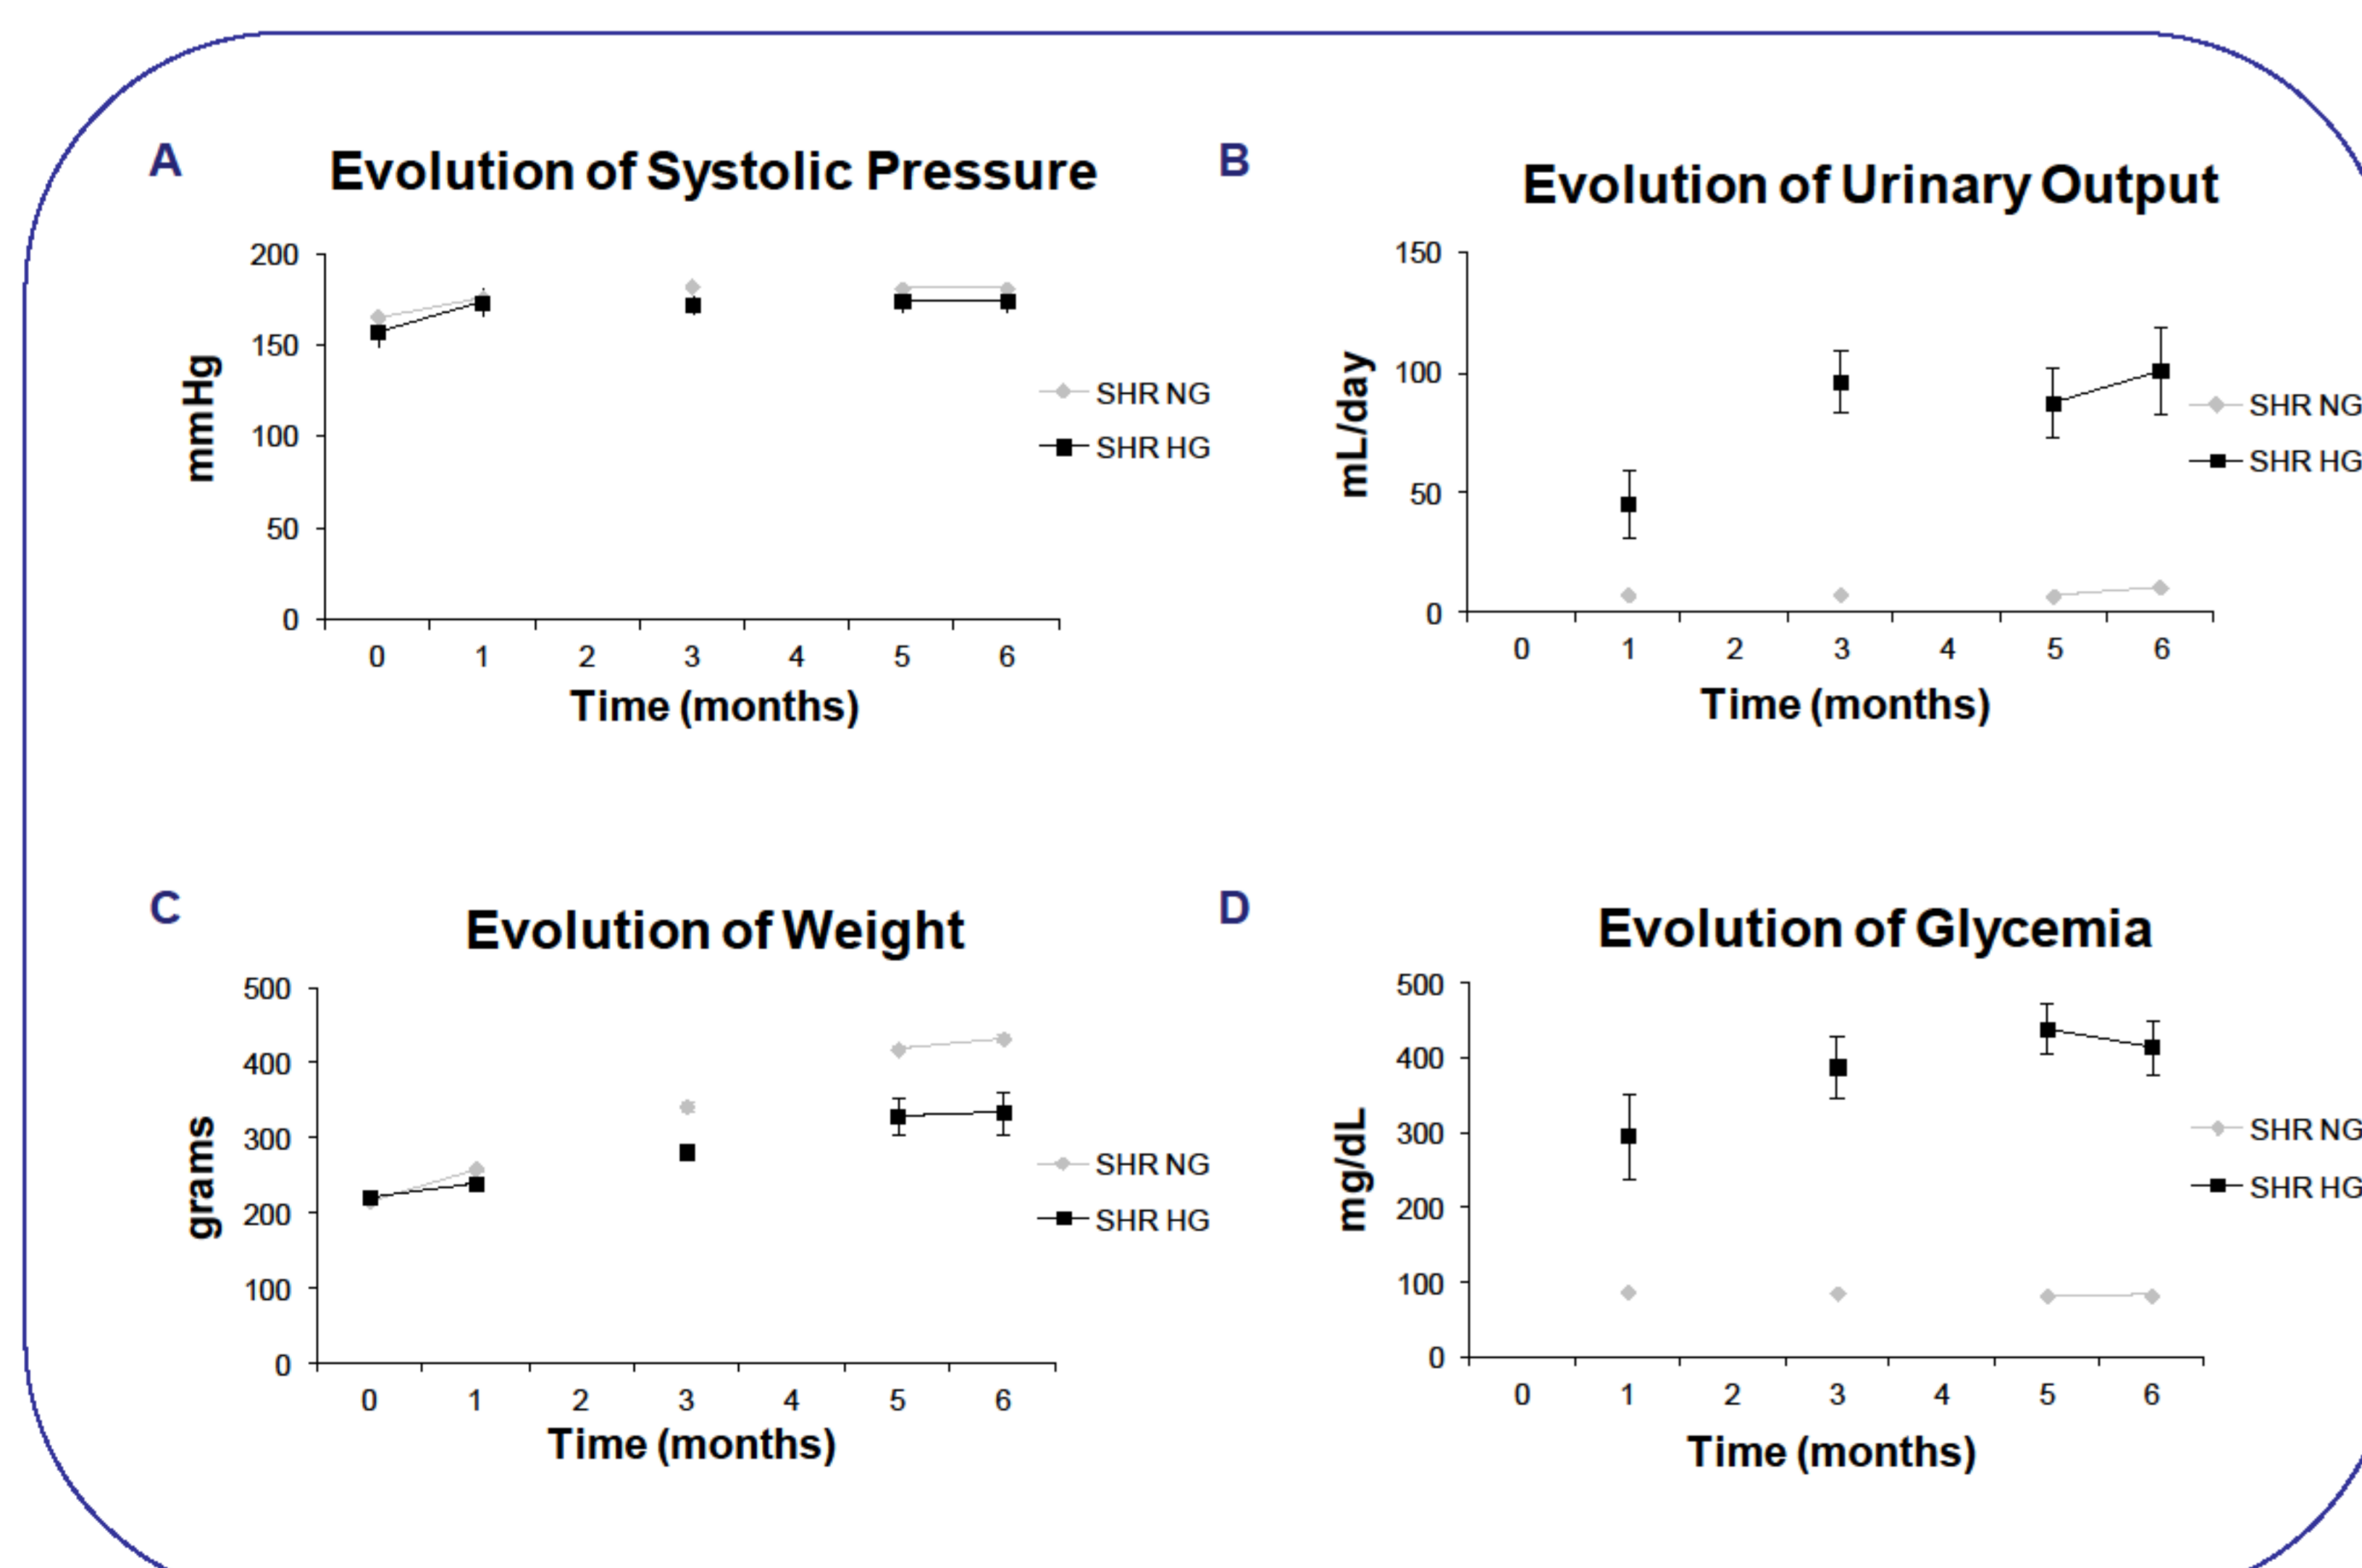 A
Evolution of Systolic Pressure
200
150
100
50
0
mmHg
0 1 2 3 4 5 6
Time (months)
SHR NG
SHR HG
B
Evolution of Urinary Output
150
100
50
0
mL/day
0 1 2 3 4 5 6
Time (months)
SHR NG
SHR HG
C
Evolution of Weight
500
400
300
200
100
0
grams
0 1 2 3 4 5 6
Time (months)
SHR NG
SHR HG
D
Evolution of Glycemia
500
400
300
200
100
0
mg/dL
0 1 2 3 4 5 6
Time (months)
SHR NG
SHR HG